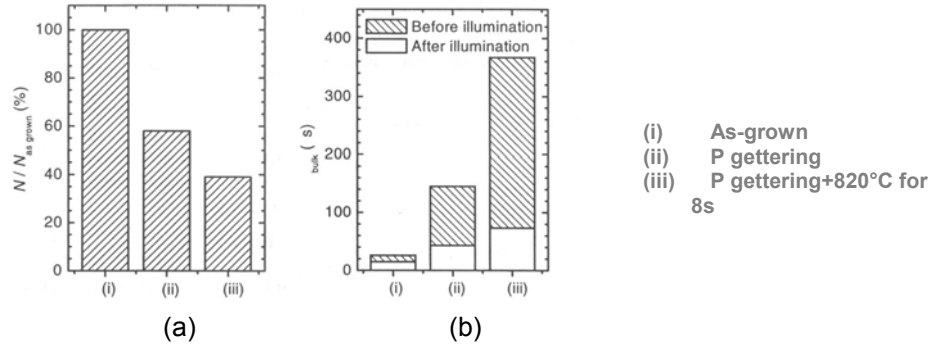 100
80
60
40
20
0
N / N as grown (%)
(i)
(ii)
(iii)
(a)
400
300
200
100
0
bulk ( s)
Before illumination
After illumination
(i)
(ii)
(iii)
(b)
(i) As-grown
(ii) P gettering
(iii) P gettering+820°C for
8s